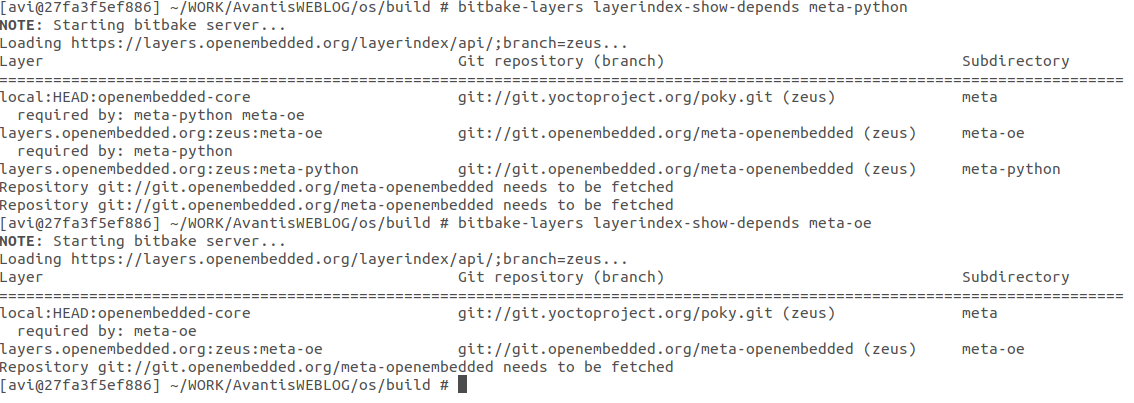 [avi@27fa3f5ef886] ~/WORK/AvantisWEBLOG/os/build # bitbake-layers layerindex-show-depends meta-python
NOTE: Starting bitbake server...
Loading https://layers.openembedded.org/layerindex/api/;branch=zeus...
Layer                                              Git repository (branch)                                 Subdirectory
=============================================================================================================================
local:HEAD:openembedded-core                       git://git.yoctoproject.org/poky.git (zeus)              meta
  required by: meta-python meta-oe
layers.openembedded.org:zeus:meta-oe               git://git.openembedded.org/meta-openembedded (zeus)     meta-oe
  required by: meta-python
layers.openembedded.org:zeus:meta-python           git://git.openembedded.org/meta-openembedded (zeus)     meta-python
Repository git://git.openembedded.org/meta-openembedded needs to be fetched
Repository git://git.openembedded.org/meta-openembedded needs to be fetched
[avi@27fa3f5ef886] ~/WORK/AvantisWEBLOG/os/build # bitbake-layers layerindex-show-depends meta-oe
NOTE: Starting bitbake server...
Loading https://layers.openembedded.org/layerindex/api/;branch=zeus...
Layer                                              Git repository (branch)                                 Subdirectory
=============================================================================================================================
local:HEAD:openembedded-core                       git://git.yoctoproject.org/poky.git (zeus)              meta
  required by: meta-oe
layers.openembedded.org:zeus:meta-oe               git://git.openembedded.org/meta-openembedded (zeus)     meta-oe
Repository git://git.openembedded.org/meta-openembedded needs to be fetched
[avi@27fa3f5ef886] ~/WORK/AvantisWEBLOG/os/build #